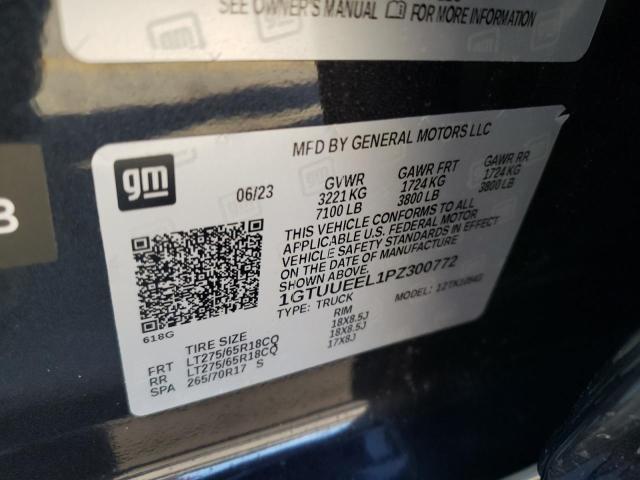 SEE OWNER'S MANUAL FOR MORE INFORMATION
MFD BY GENERAL MOTORS LLC
gm
06/23
GVWR GAWR FRT GAWR RR
3221 KG 1724 KG 1724 KG
7100 LB 3800 LB 3800 LB
THIS VEHICLE CONFORMS TO ALL
APPLICABLE U.S. FEDERAL MOTOR
VEHICLE SAFETY STANDARDS IN EFFECT
ON THE DATE OF MANUFACTURE
SHOWN ABOVE.
1GTUUEEL1PZ300772
TYPE: TRUCK MODEL:
618G
TIRE SIZE RIM
FRT LT275/65R18CQ 18X8.5J
RR LT275/65R18CQ 18X8.5J
SPA 265/70R17 S 17X8J